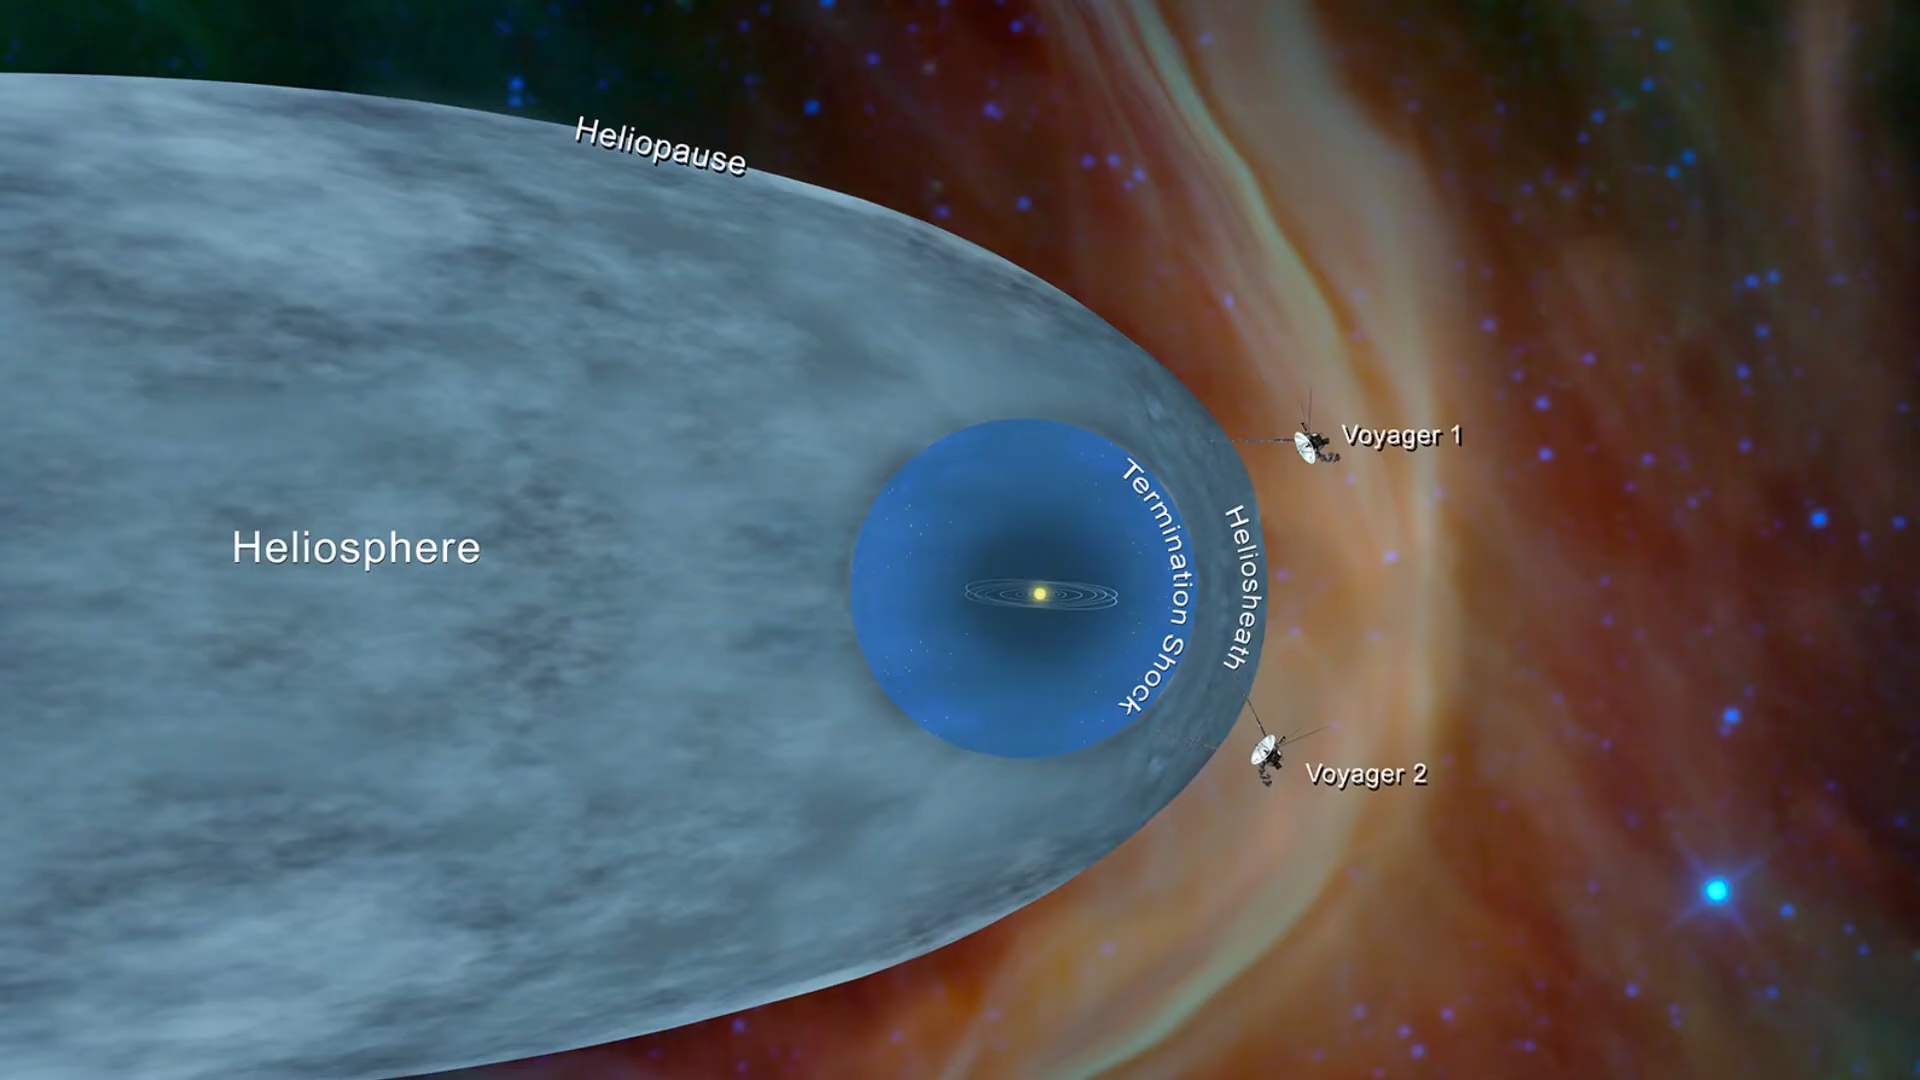 Heliopause
Voyager 1
Termination Shock
Heliosheath
Heliosphere
Voyager 2